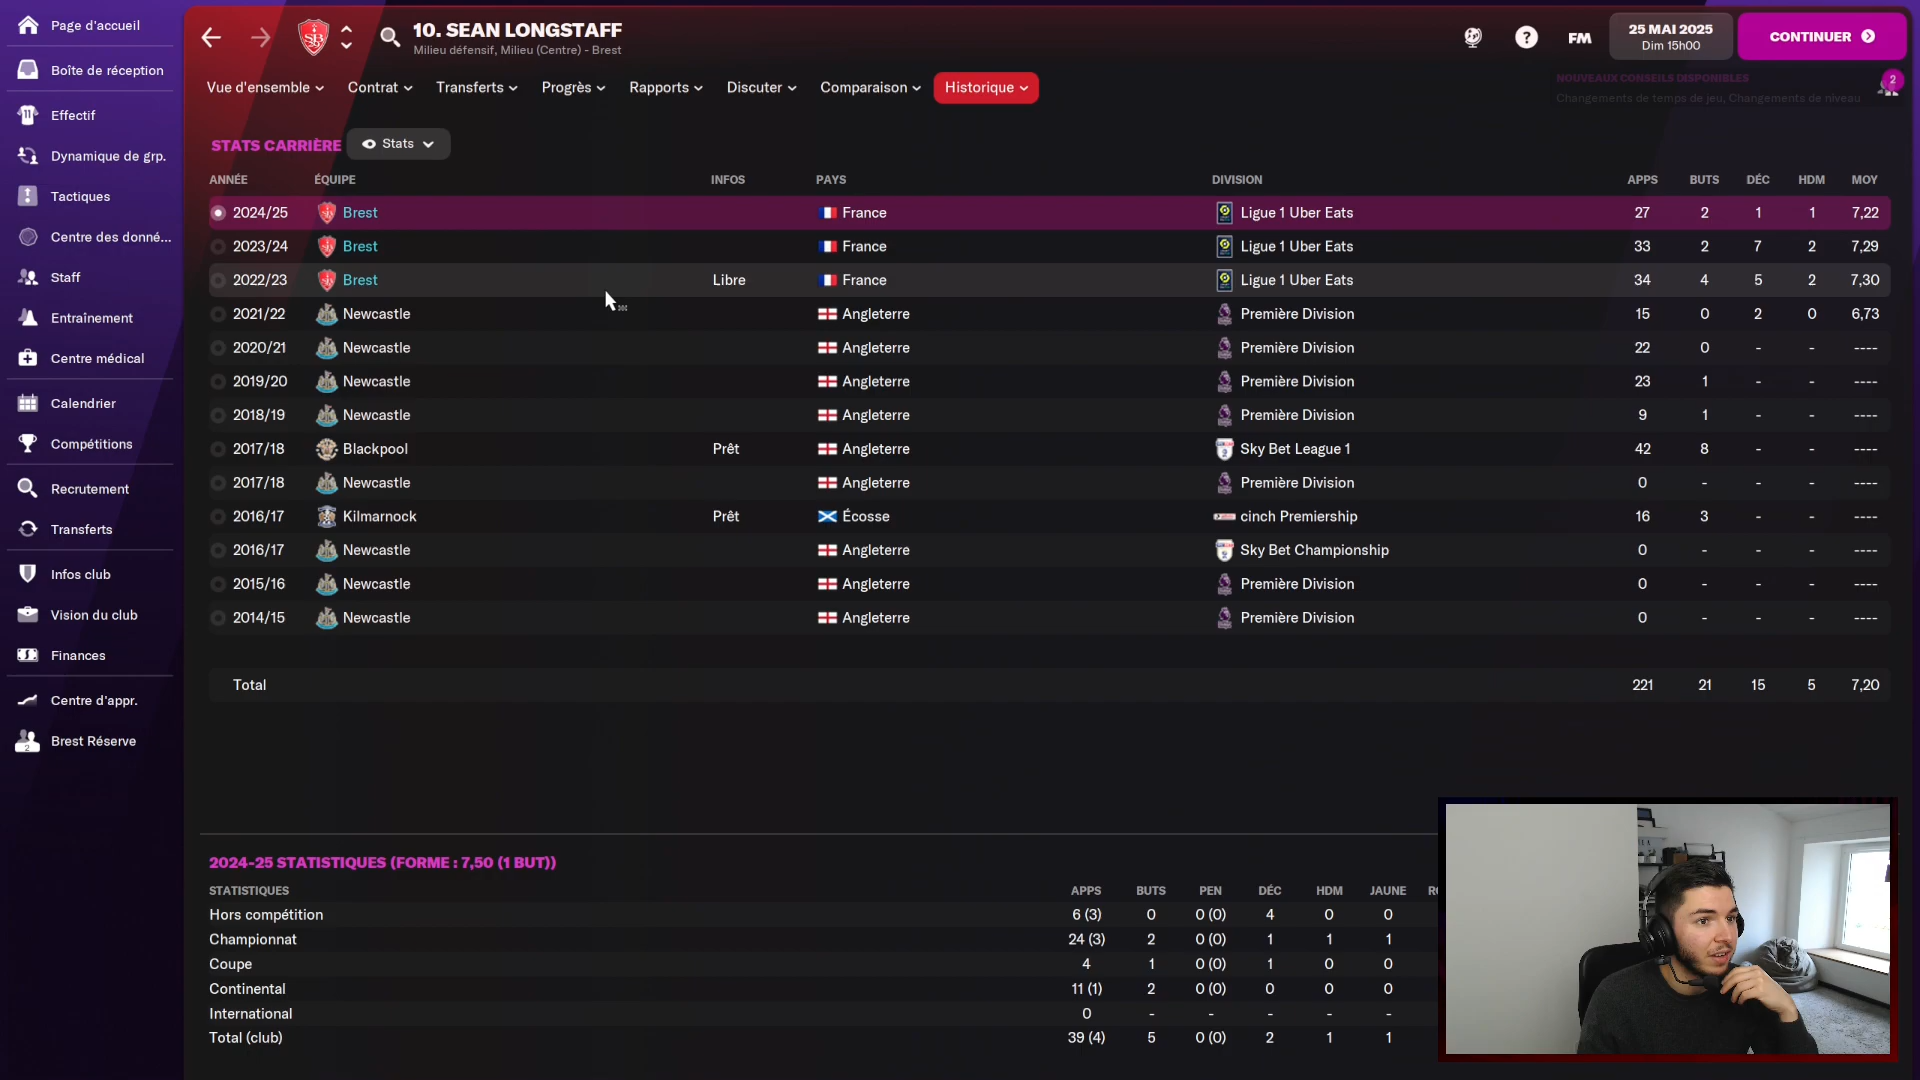 Page d'accueil
Boîte de réception
Effectif
Dynamique de grp.
Tactiques
Centre des donné...
Staff
Entraînement
Centre médical
Calendrier
Compétitions
Recrutement
Transferts
Infos club
Vision du club
Finances
Centre d'appr.
Brest Réserve
10. SEAN LONGSTAFF
Milieu défensif, Milieu (Centre) - Brest
FM
25 MAI 2025
Dim 15h00
CONTINUER
Vue d'ensemble Contrat Transferts Progrès Rapports Discuter Comparaison Historique
NOUVEAUX CONSEILS DISPONIBLES
Changements de temps de jeu, Changements de niveau
2
STATS CARRIÈRE Stats
ANNÉE ÉQUIPE INFOS PAYS DIVISION APPS BUTS DÉC HDM MOY
2024/25 Brest France Ligue 1 Uber Eats 27 2 1 1 7,22
2023/24 Brest France Ligue 1 Uber Eats 33 2 7 2 7,29
2022/23 Brest Libre France Ligue 1 Uber Eats 34 4 5 2 7,30
2021/22 Newcastle Angleterre Première Division 15 0 2 0 6,73
2020/21 Newcastle Angleterre Première Division 22 0 - - ----
2019/20 Newcastle Angleterre Première Division 23 1 - - ----
2018/19 Newcastle Angleterre Première Division 9 1 - - ----
2017/18 Blackpool Prêt Angleterre Sky Bet League 1 42 8 - - ----
2017/18 Newcastle Angleterre Première Division 0 - - - ----
2016/17 Kilmarnock Prêt Écosse cinch Premiership 16 3 - - ----
2016/17 Newcastle Angleterre Sky Bet Championship 0 - - - ----
2015/16 Newcastle Angleterre Première Division 0 - - - ----
2014/15 Newcastle Angleterre Première Division 0 - - - ----
Total 221 21 15 5 7,20
2024-25 STATISTIQUES (FORME : 7,50 (1 BUT))
STATISTIQUES APPS BUTS PEN DÉC HDM JAUNE
Hors compétition 6 (3) 0 0 (0) 4 0 0
Championnat 24 (3) 2 0 (0) 1 1 1
Coupe 4 1 0 (0) 1 0 0
Continental 11 (1) 2 0 (0) 0 0 0
International 0 - - - - -
Total (club) 39 (4) 5 0 (0) 2 1 1